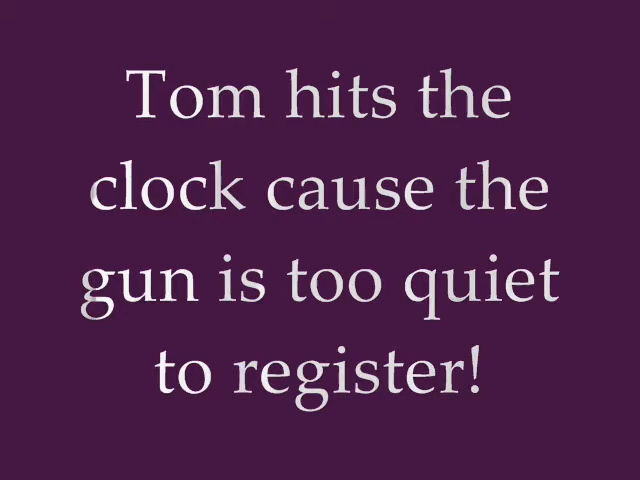 Tom hits the
clock cause the
gun is too quiet
to register!